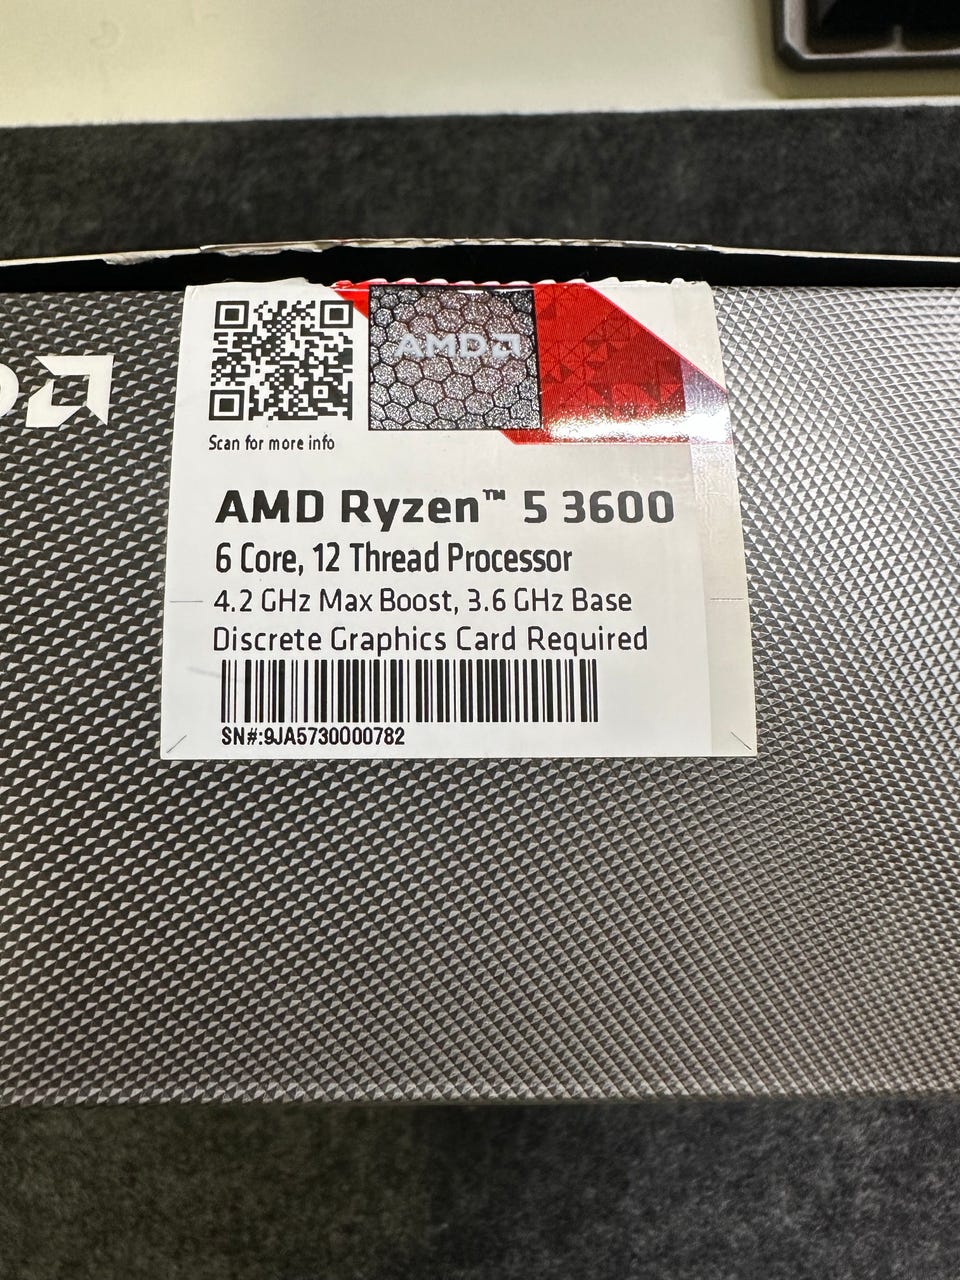 AMD
Scan for more info
AMD Ryzen™ 5 3600
6 Core, 12 Thread Processor
4.2 GHz Max Boost, 3.6 GHz Base
Discrete Graphics Card Required
SN#:9JA5730000782